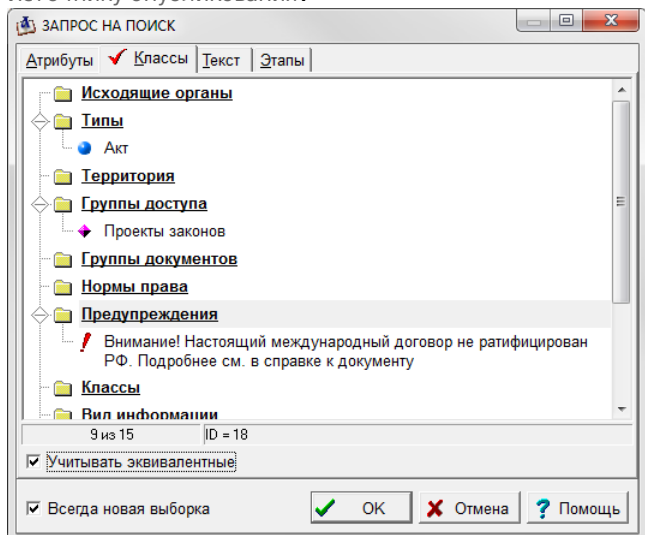 ЗАПРОС НА ПОИСК
Атрибуты Классы Текст Этапы
Исходящие органы
Типы
Акт
Территория
Группы доступа
Проекты законов
Группы документов
Нормы права
Предупреждения
Внимание! Настоящий международный договор не ратифицирован
РФ. Подробнее см. в справке к документу
Классы
Вид информации
9 из 15 ID = 18
Учитывать эквивалентные
Всегда новая выборка OK Отмена ? Помощь